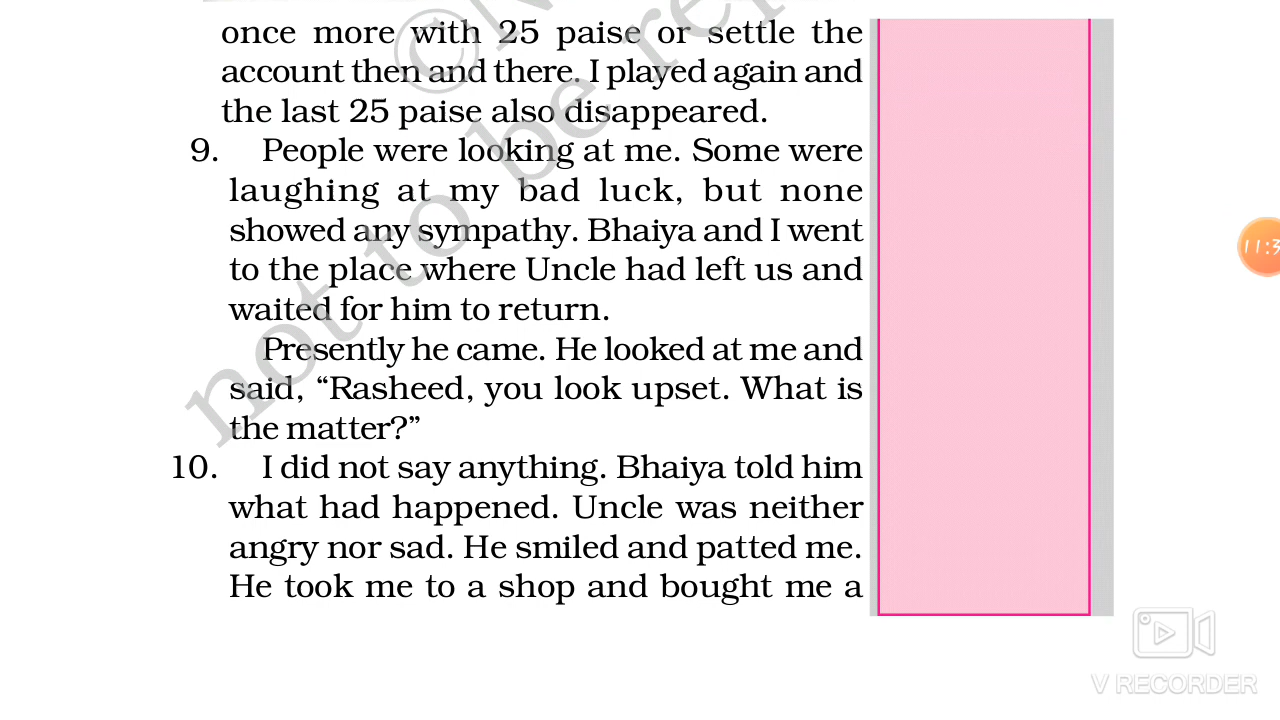 once more with 25 paise or settle the
account then and there. I played again and
the last 25 paise also disappeared.
9. People were looking at me. Some were
laughing at my bad luck, but none
showed any sympathy. Bhaiya and I went
to the place where Uncle had left us and
waited for him to return.
Presently he came. He looked at me and
said, “Rasheed, you look upset. What is
the matter?”
10. I did not say anything. Bhaiya told him
what had happened. Uncle was neither
angry nor sad. He smiled and patted me.
He took me to a shop and bought me a
not to be
V RECORDER